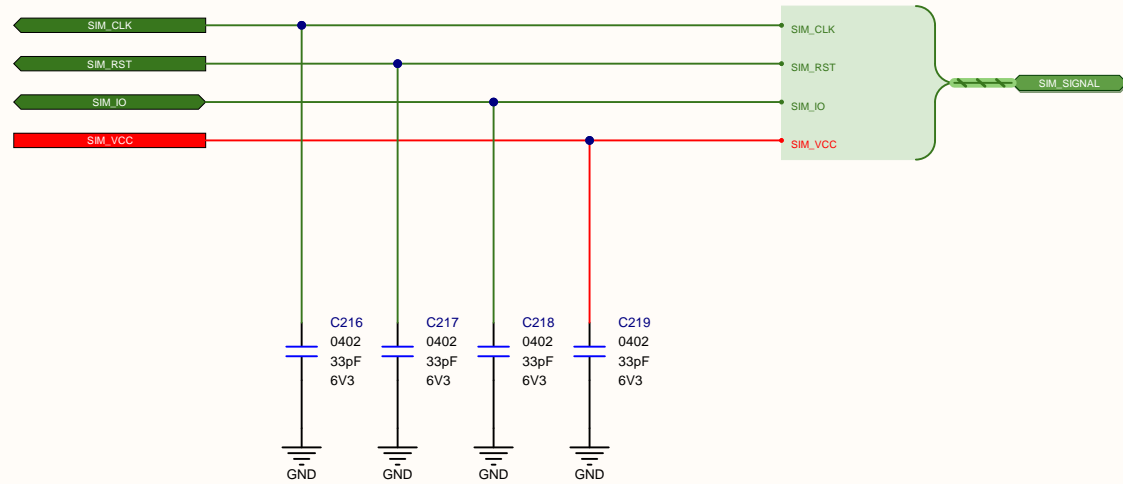 SIM_CLK
SIM_CLK
SIM_RST
SIM_RST
SIM_SIGNAL
SIM_IO
SIM_IO
SIM_VCC
SIM_VCC
C216
0402
33pF
6V3
C217
0402
33pF
6V3
C218
0402
33pF
6V3
C219
0402
33pF
6V3
GND
GND
GND
GND